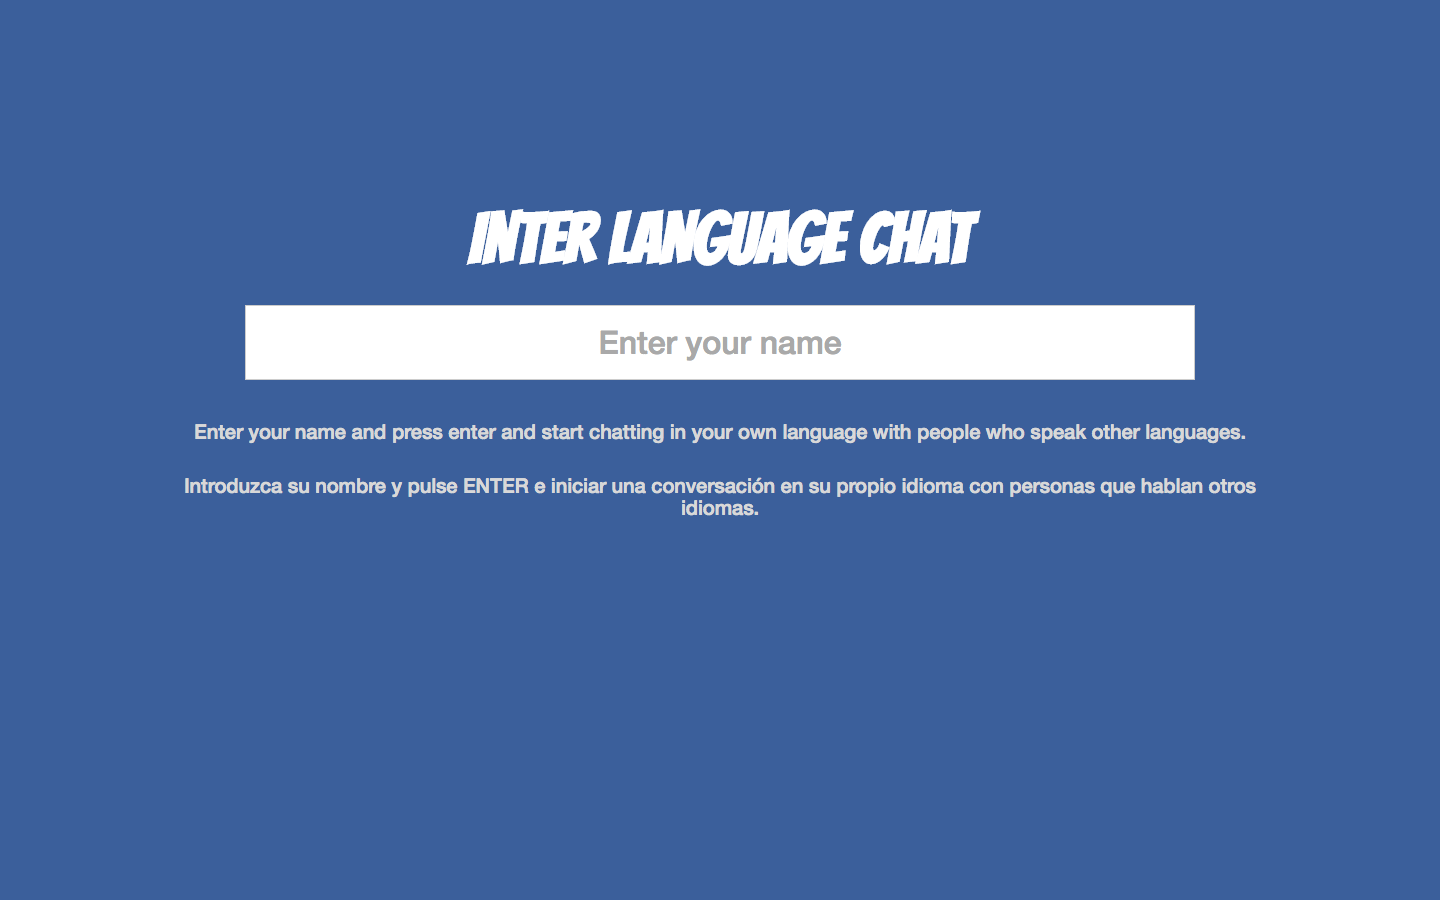 INTER LANGUAGE CHAT
Enter your name
Enter your name and press enter and start chatting in your own language with people who speak other languages.
Introduzca su nombre y pulse ENTER e iniciar una conversación en su propio idioma con personas que hablan otros
idiomas.